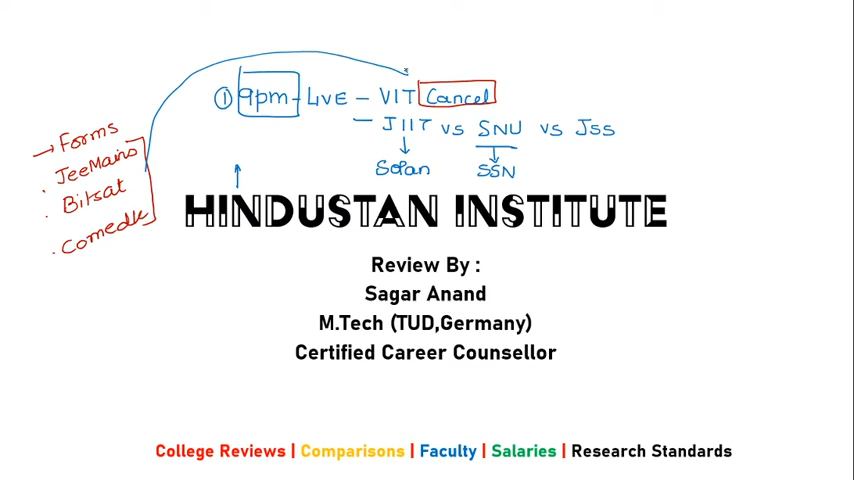 ① 9pm - LIVE - VIT Cancel
- JIIT vs SNU vs JSS
Solan SSN
→ Forms
. JeeMains
. Bitsat
. Comedk
HINDUSTAN INSTITUTE
Review By :
Sagar Anand
M.Tech (TUD,Germany)
Certified Career Counsellor
College Reviews | Comparisons | Faculty | Salaries | Research Standards